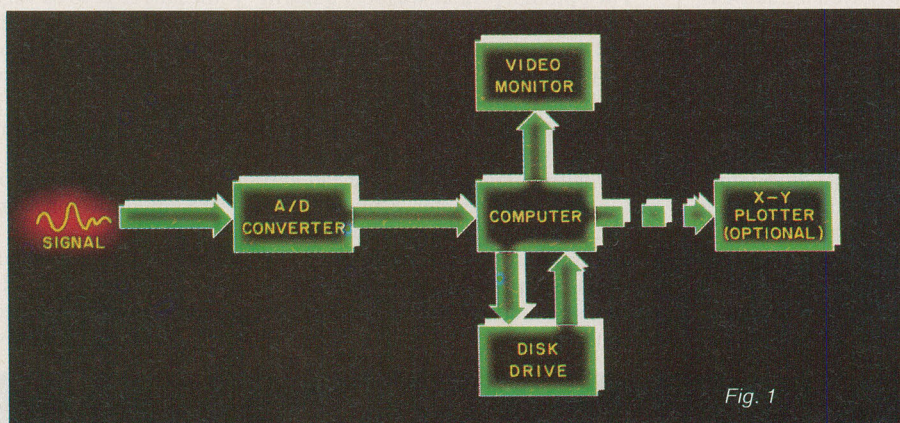 VIDEO
MONITOR
SIGNAL
A/D
CONVERTER
COMPUTER
X-Y
PLOTTER
(OPTIONAL)
DISK
DRIVE
Fig. 1